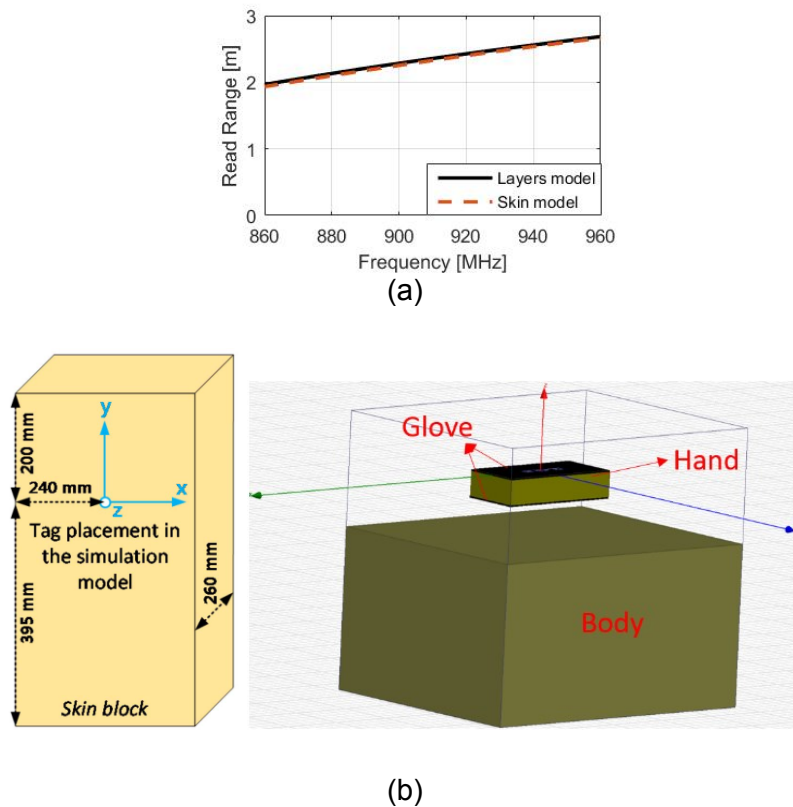 3
2
1
0
Read Range [m]
Layers model
Skin model
860
880
900
920
940
960
Frequency [MHz]
(a)
200 mm
y
240 mm
x
z
Tag placement in
the simulation
model
395 mm
260 mm
Skin block
Glove
Hand
Body
(b)